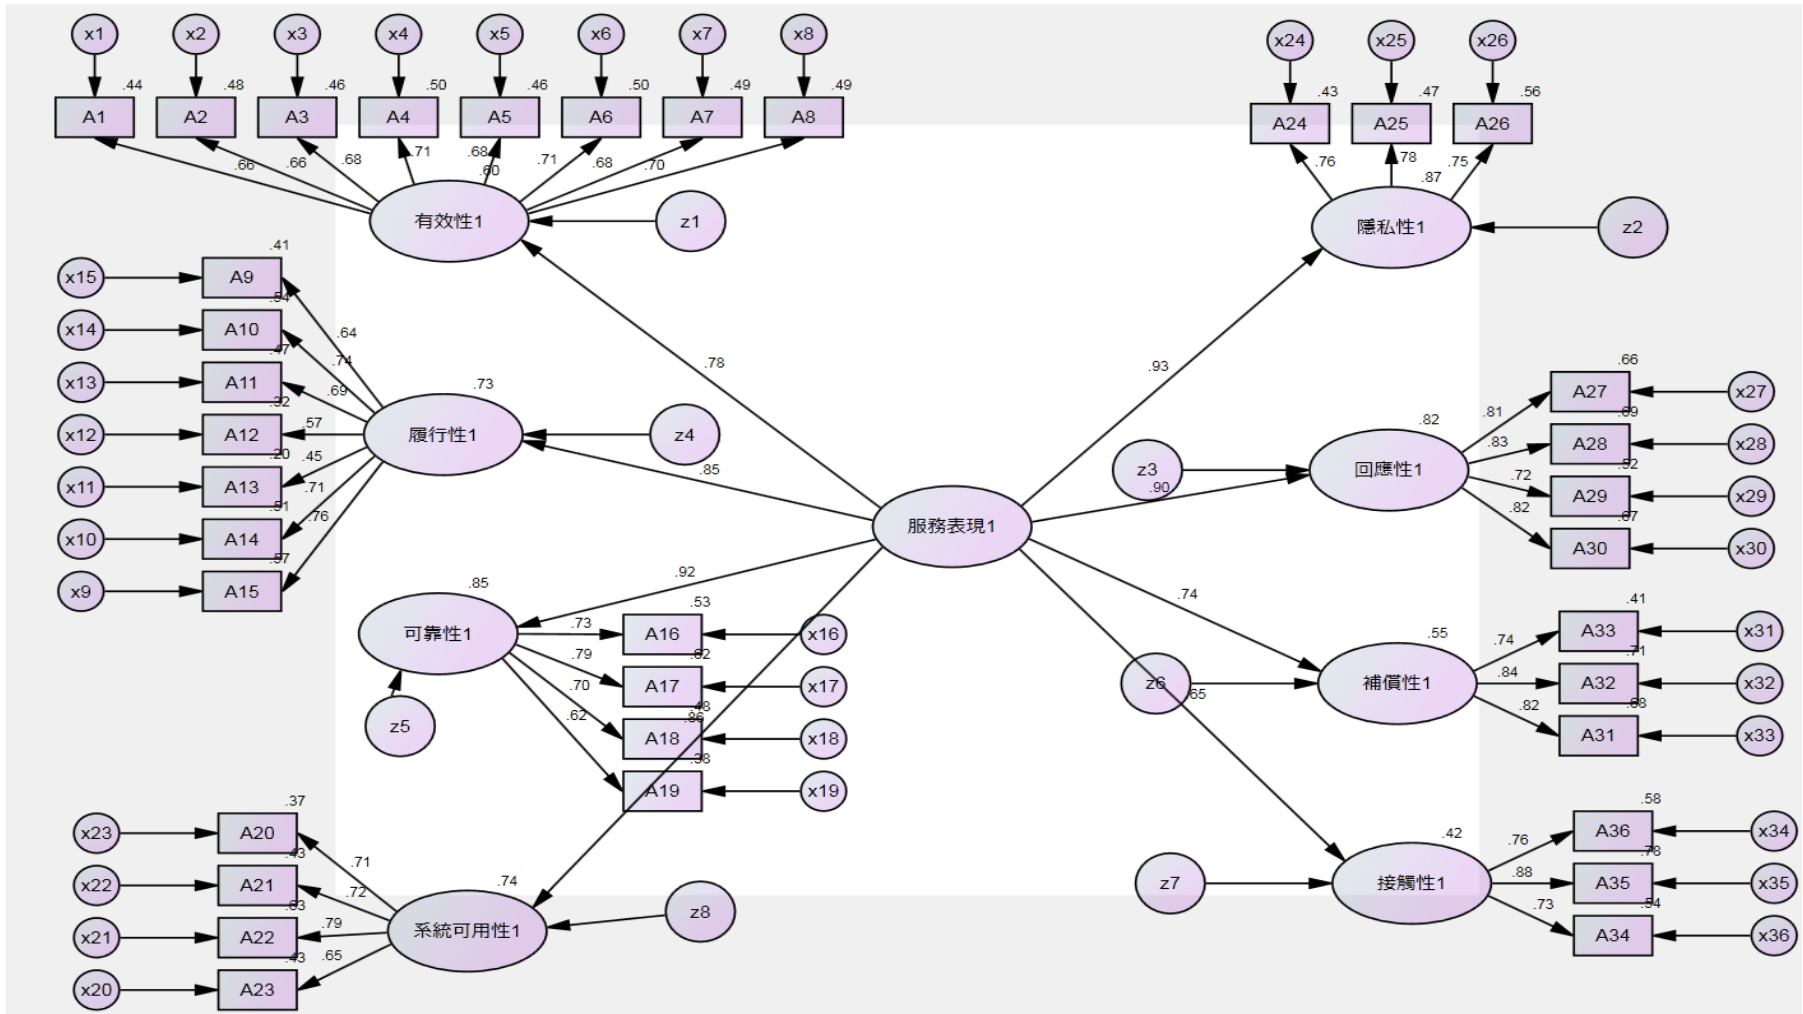 x1 x2 x3 x4 x5 x6 x7 x8
.44 .48 .46 .50 .46 .50 .49 .49
A1 A2 A3 A4 A5 A6 A7 A8
.66 .66 .68 .71 .68 .71 .68 .70
.60
有效性1
z1
x24 x25 x26
.43 .47 .56
A24 A25 A26
.76 .78 .75
.87
隱私性1
z2
.41
x15 A9
.54
x14 A10
.47
x13 A11
.32
x12 A12
.20
x11 A13
.51
x10 A14
.57
x9 A15
.64
.74
.69
.57
.45
.71
.76
.73
履行性1
z4
.78
.93
.85
.90
服務表現1
.92
.74
.86
.65
z3
.82
回應性1
.81
.83
.72
.82
.66
A27 x27
.69
A28 x28
.52
A29 x29
.67
A30 x30
.85
可靠性1
z5
.73
.79
.70
.62
.53
A16 x16
.62
A17 x17
.48
A18 x18
.38
A19 x19
z6
.55
補償性1
.74
.84
.82
.41
A33 x31
.71
A32 x32
.68
A31 x33
.37
x23 A20
.43
x22 A21
.63
x21 A22
.43
x20 A23
.71
.72
.79
.65
.74
系統可用性1
z8
z7
.42
接觸性1
.76
.88
.73
.58
A36 x34
.78
A35 x35
.54
A34 x36